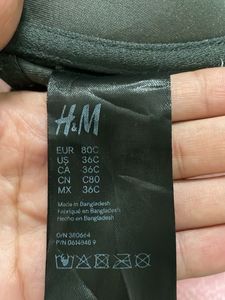 H&M
EUR 80C
US 36C
CA 36C
CN C80
MX 36C
Made in Bangladesh
Fabriqué en Bangladesh
Hecho en Bangladesh
O/N 380664
P/N 0614946 9